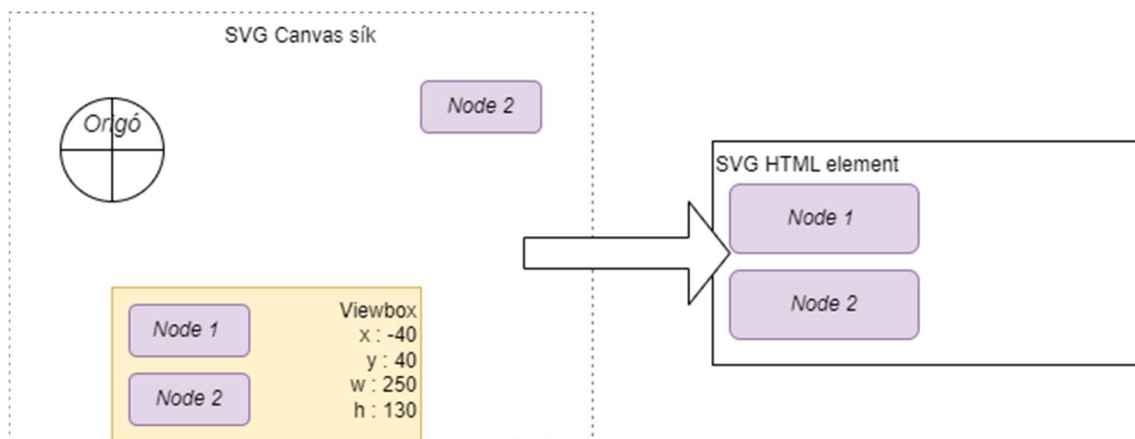 SVG Canvas sík
Origó
Node 2
SVG HTML element
Node 1
Node 2
Node 1
Node 2
Viewbox
x : -40
y : 40
w : 250
h : 130